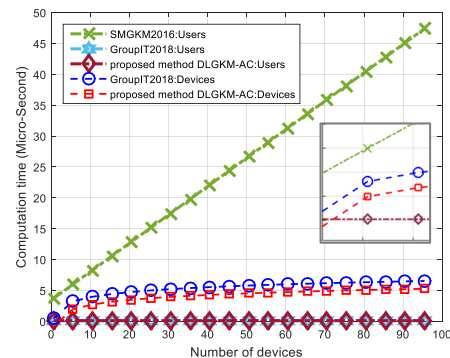 SMGKM2016:Users
GroupIT2018:Users
proposed method DLGKM-AC:Users
GroupIT2018:Devices
proposed method DLGKM-AC:Devices
Computation time (Micro-Second)
50
45
40
35
30
25
20
15
10
5
0
0 10 20 30 40 50 60 70 80 90 100
Number of devices